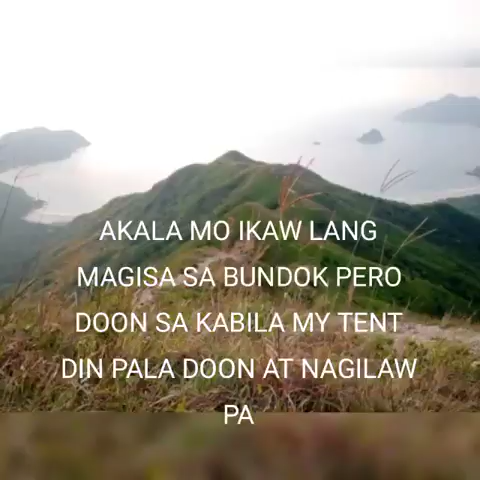 AKALA MO IKAW LANG
MAGISA SA BUNDOK PERO
DOON SA KABILA MY TENT
DIN PALA DOON AT NAGILAW
PA